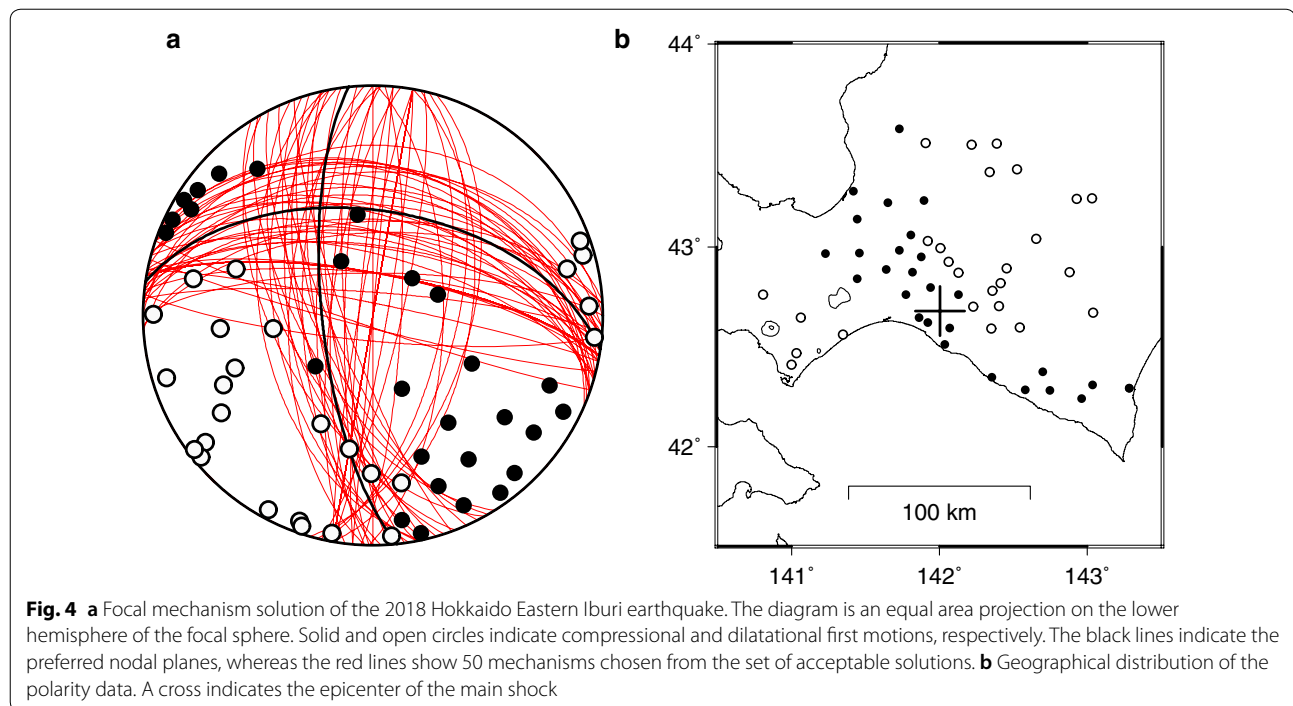 a
b
44°
43°
42°
100 km
141°
142°
143°
Fig. 4 a Focal mechanism solution of the 2018 Hokkaido Eastern Iburi earthquake. The diagram is an equal area projection on the lower
hemisphere of the focal sphere. Solid and open circles indicate compressional and dilatational first motions, respectively. The black lines indicate the
preferred nodal planes, whereas the red lines show 50 mechanisms chosen from the set of acceptable solutions. b Geographical distribution of the
polarity data. A cross indicates the epicenter of the main shock